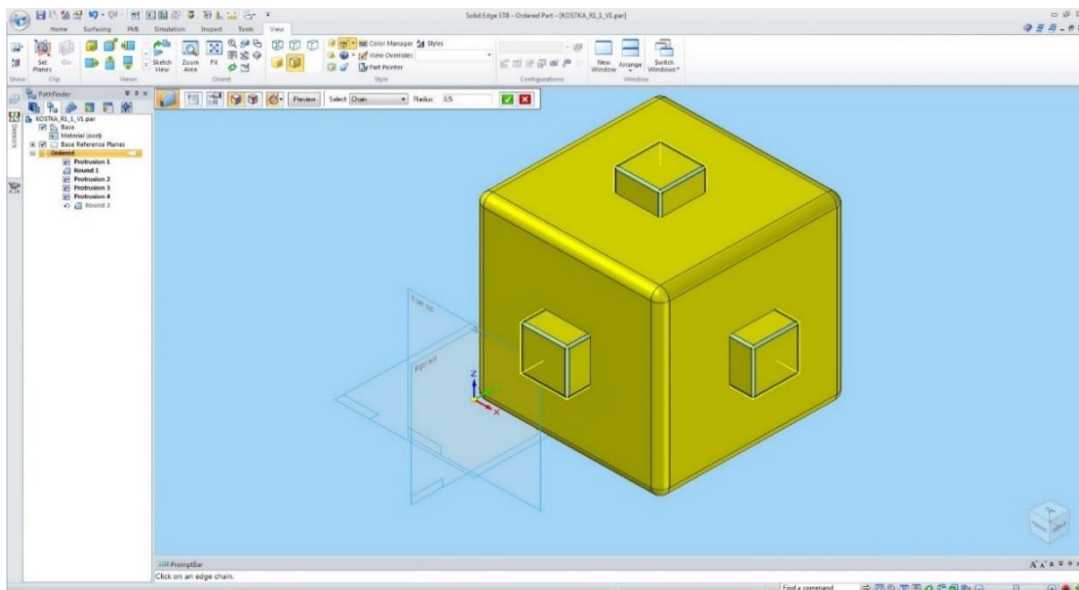 Solid Edge ST8 - Ordered Part - [KOSTKA_R1_1_V1.par]
Home Surfacing PMI Simulation Inspect Tools View
Color Manager Styles
View Overrides
Part Painter
Set Planes
On
Sketch View
Zoom Area
Fit
New Window
Arrange
Switch Windows
Show Clip Views Orient Style Configurations Window
PathFinder
Preview Select: Chain Radius: 0,5
Sensors
KOSTKA_R1_1_V1.par
Base
Base Reference Planes
Ordered
Protrusion 1
Round 1
Protrusion 2
Protrusion 3
Protrusion 4
Round 3
Z
X
PromptBar
Click on an edge chain.
Find a command